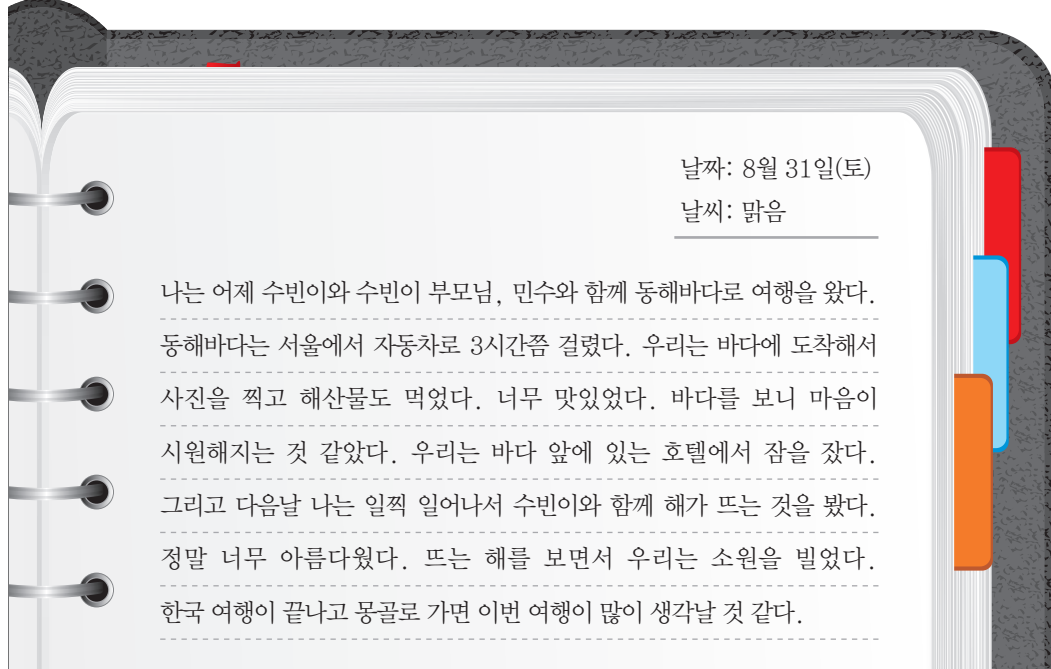 날짜: 8월 31일(토)
날씨: 맑음
나는 어제 수빈이와 수빈이 부모님, 민수와 함께 동해바다로 여행을 왔다.
동해바다는 서울에서 자동차로 3시간쯤 걸렸다. 우리는 바다에 도착해서
사진을 찍고 해산물도 먹었다. 너무 맛있었다. 바다를 보니 마음이
시원해지는 것 같았다. 우리는 바다 앞에 있는 호텔에서 잠을 잤다.
그리고 다음날 나는 일찍 일어나서 수빈이와 함께 해가 뜨는 것을 봤다.
정말 너무 아름다웠다. 뜨는 해를 보면서 우리는 소원을 빌었다.
한국 여행이 끝나고 몽골로 가면 이번 여행이 많이 생각날 것 같다.